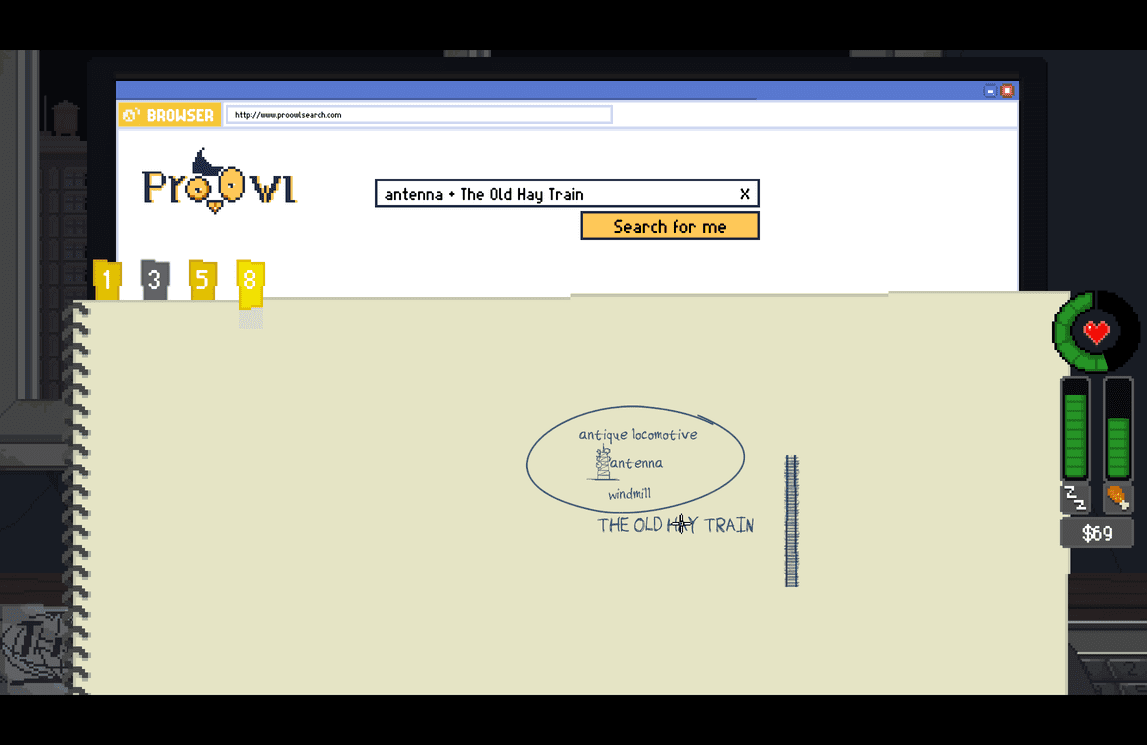 BROWSER
http://www.proowlsearch.com
ProOwl
antenna + The Old Hay Train X
Search for me
1 3 5 8
antique locomotive
antenna
windmill
THE OLD HAY TRAIN
$69